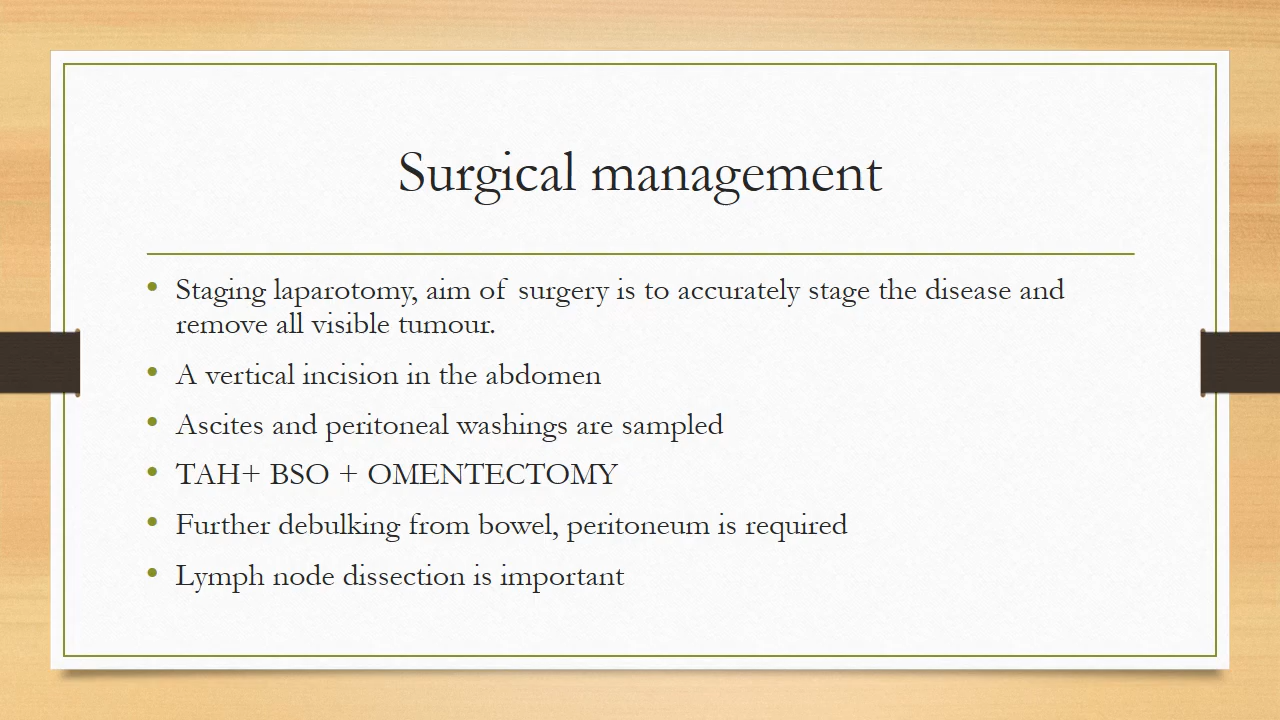 Surgical management
• Staging laparotomy, aim of surgery is to accurately stage the disease and
remove all visible tumour.
• A vertical incision in the abdomen
• Ascites and peritoneal washings are sampled
• TAH+ BSO + OMENTECTOMY
• Further debulking from bowel, peritoneum is required
• Lymph node dissection is important